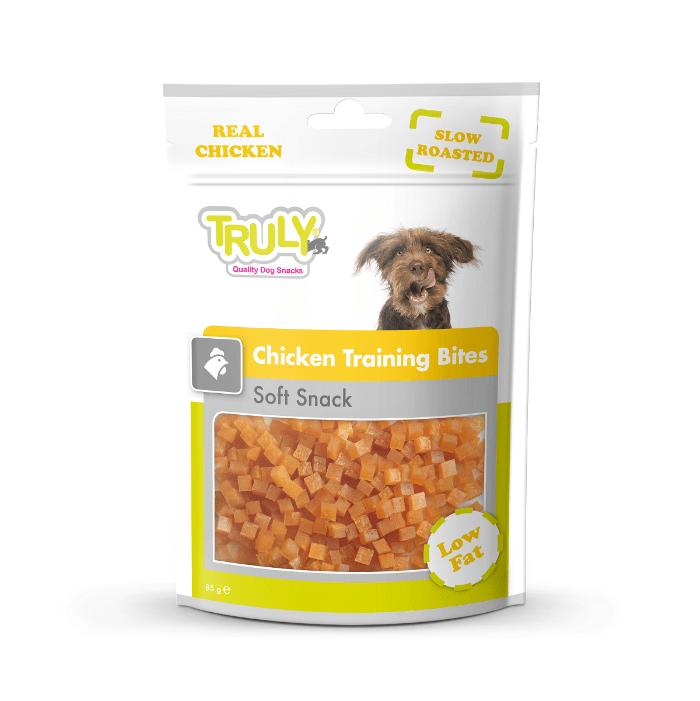 REAL
CHICKEN
SLOW
ROASTED
TRULY
Quality Dog Snacks
Chicken Training Bites
Soft Snack
Low
Fat
85 g e